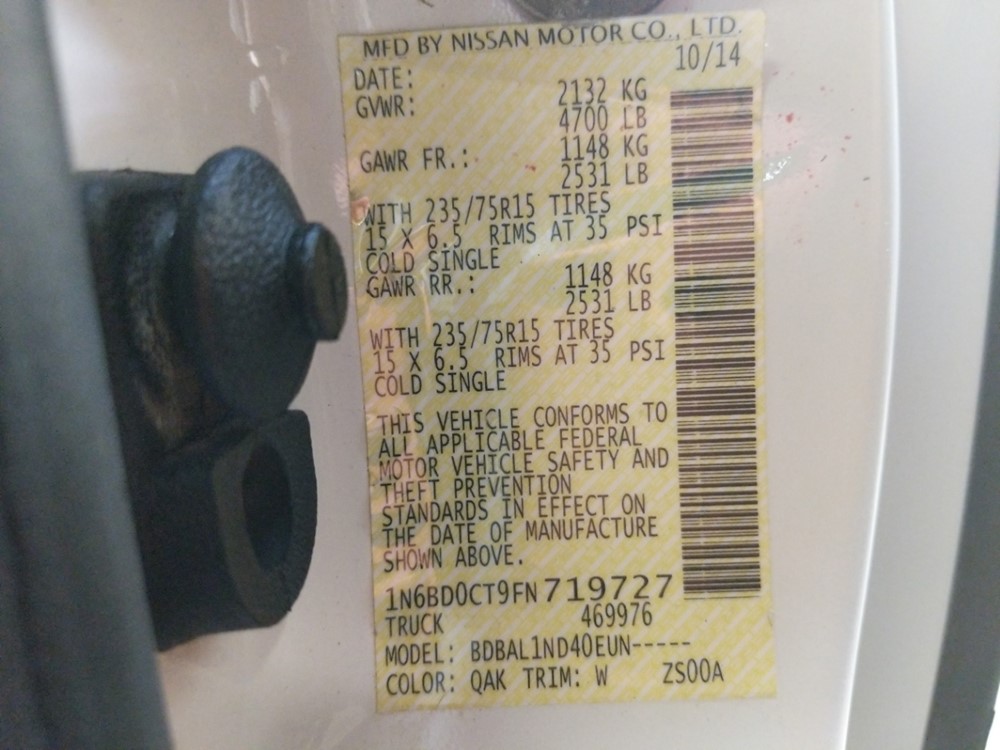 MFD BY NISSAN MOTOR CO., LTD.
DATE: 10/14
GVWR: 2132 KG
4700 LB
GAWR FR.: 1148 KG
2531 LB
WITH 235/75R15 TIRES
15 X 6.5 RIMS AT 35 PSI
COLD SINGLE
GAWR RR.: 1148 KG
2531 LB
WITH 235/75R15 TIRES
15 X 6.5 RIMS AT 35 PSI
COLD SINGLE
THIS VEHICLE CONFORMS TO
ALL APPLICABLE FEDERAL
MOTOR VEHICLE SAFETY AND
THEFT PREVENTION
STANDARDS IN EFFECT ON
THE DATE OF MANUFACTURE
SHOWN ABOVE.
1N6BD0CT9FN719727
TRUCK 469976
MODEL: BDBAL1ND40EUN-----
COLOR: QAK TRIM: W ZS00A